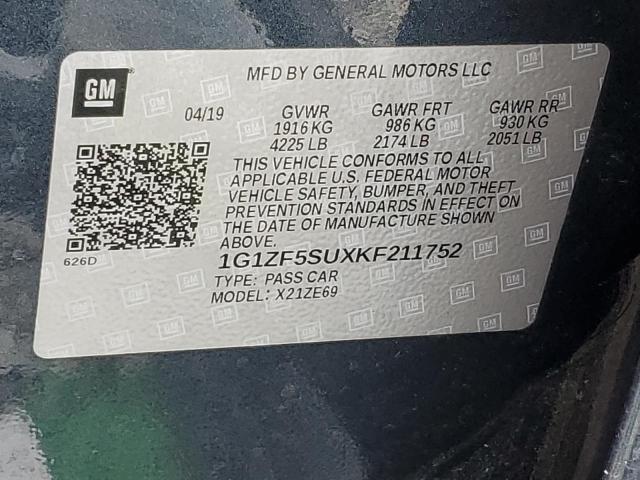 GM
MFD BY GENERAL MOTORS LLC
04/19 GVWR GAWR FRT GAWR RR
1916 KG 986 KG 930 KG
4225 LB 2174 LB 2051 LB
THIS VEHICLE CONFORMS TO ALL
APPLICABLE U.S. FEDERAL MOTOR
VEHICLE SAFETY, BUMPER, AND THEFT
PREVENTION STANDARDS IN EFFECT ON
THE DATE OF MANUFACTURE SHOWN
ABOVE.
626D
1G1ZF5SUXKF211752
TYPE: PASS CAR
MODEL: X21ZE69